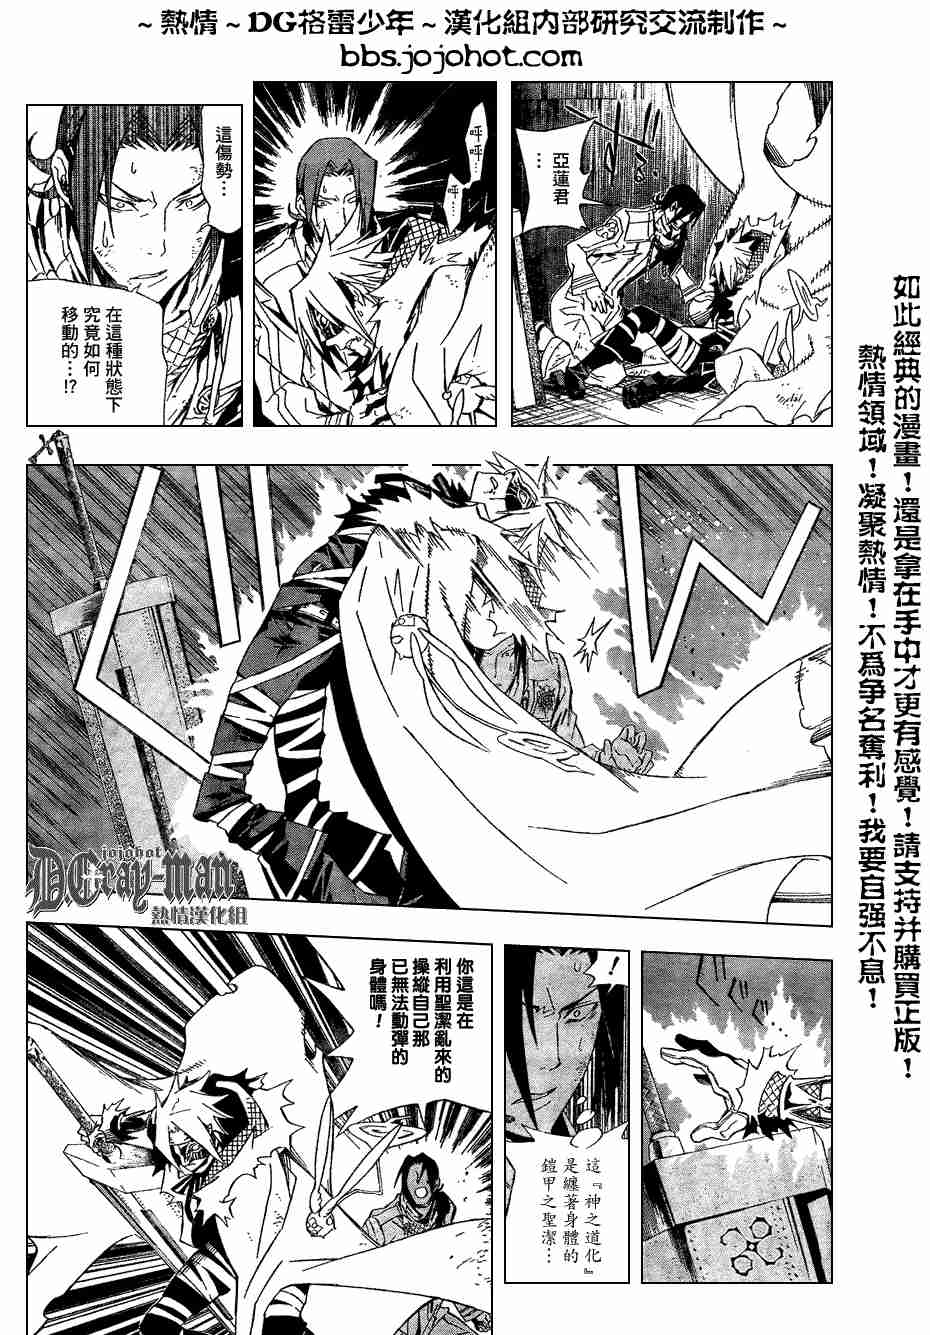 ~熱情~DG格雷少年~漢化組內部研究交流制作~
bbs.jojohot.com
亞蓮君
…
呼…
呼呼…
這傷勢…
在這種狀態下
究竟如何
移動的…!?
!
這『神之道化』
是纏著身體的
鎧甲之聖潔…
你這是在
利用聖潔亂來的
操縱自己那
已無法動彈的
身體嗎!
jojohot
D.Gray-Man
熱情漢化組
如此經典的漫畫!還是拿在手中才更有感覺!請支持并購買正版!
熱情領域!凝聚熱情!不爲争名奪利!我要自强不息!